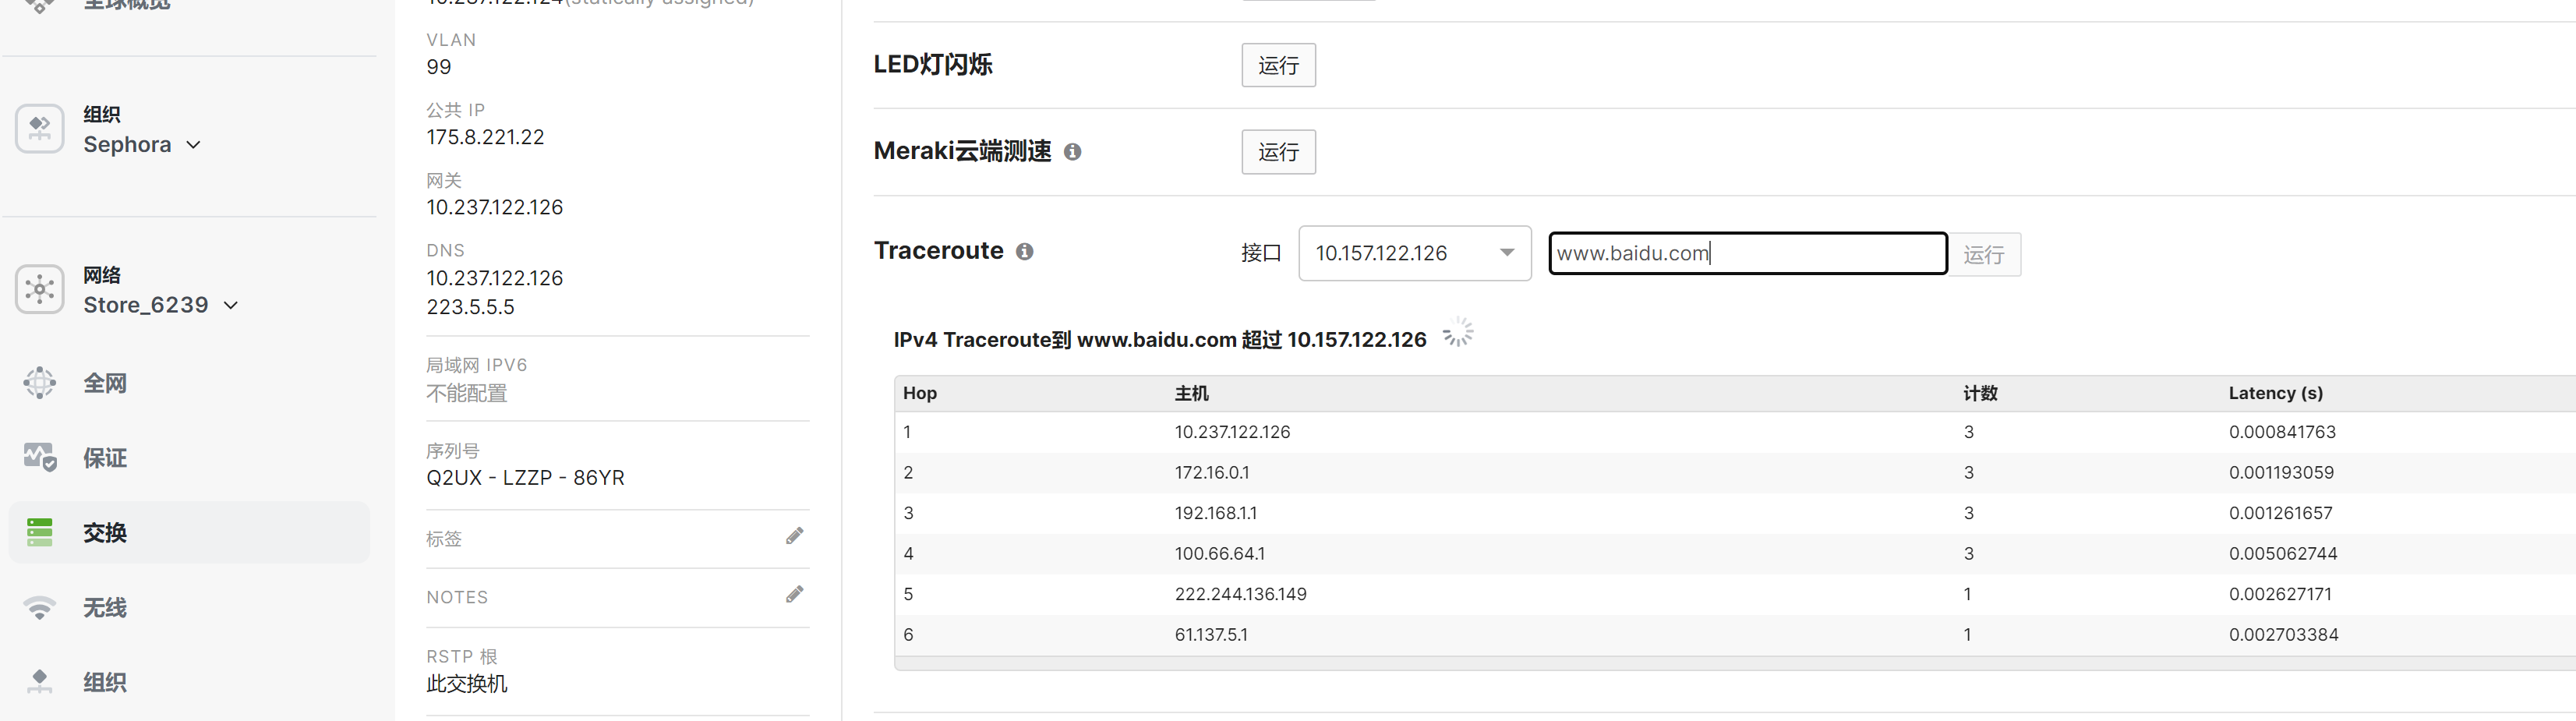 全球概览
组织
Sephora
网络
Store_6239
全网
保证
交换
无线
组织
10.237.122.124(statically assigned)
VLAN
99
公共 IP
175.8.221.22
网关
10.237.122.126
DNS
10.237.122.126
223.5.5.5
局域网 IPV6
不能配置
序列号
Q2UX - LZZP - 86YR
标签
NOTES
RSTP 根
此交换机
LED灯闪烁 运行
Meraki云端测速 运行
Traceroute 接口 10.157.122.126 www.baidu.com 运行
IPv4 Traceroute到 www.baidu.com 超过 10.157.122.126
Hop 主机 计数 Latency (s)
1 10.237.122.126 3 0.000841763
2 172.16.0.1 3 0.001193059
3 192.168.1.1 3 0.001261657
4 100.66.64.1 3 0.005062744
5 222.244.136.149 1 0.002627171
6 61.137.5.1 1 0.002703384